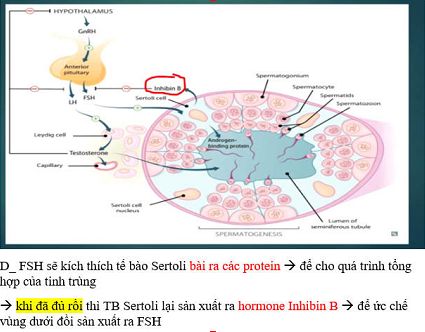 HYPOTHALAMUS
GnRH
Anterior
pituitary
Inhibin B
LH
FSH
Sertoli cell
Spermatogonium
Spermatocyte
Spermatids
Spermatozoon
Androgen-
binding protein
Leydig cell
Testosterone
Capillary
Sertoli cell
nucleus
Lumen of
seminiferous tubule
SPERMATOGENESIS
D_ FSH sẽ kích thích tế bào Sertoli bài ra các protein → để cho quá trình tổng
hợp của tinh trùng
→ khi đã đủ rồi thì TB Sertoli lại sản xuất ra hormone Inhibin B → để ức chế
vùng dưới đồi sản xuất ra FSH